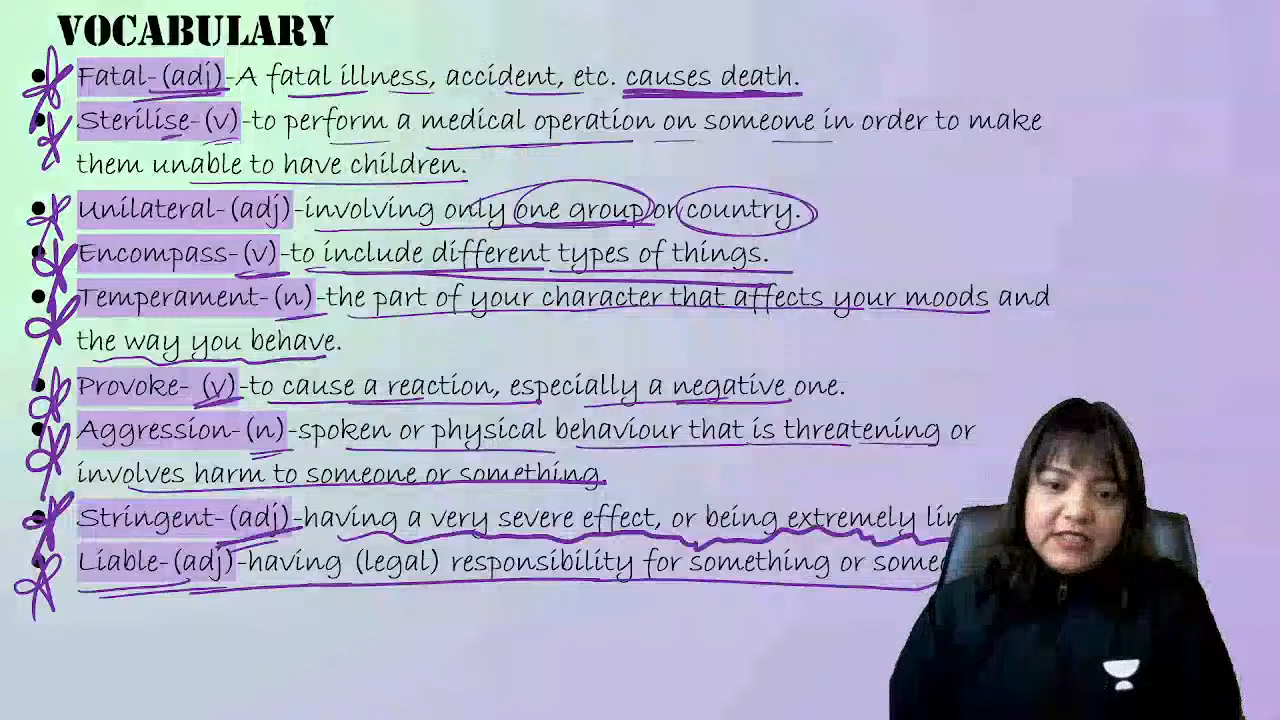 VOCABULARY
• Fatal-(adj)-A fatal illness, accident, etc. causes death.
• Sterilise-(v)-to perform a medical operation on someone in order to make
them unable to have children.
• Unilateral-(adj)-involving only one group or country.
• Encompass-(v)-to include different types of things.
• Temperament-(n)-the part of your character that affects your moods and
the way you behave.
• Provoke- (v)-to cause a reaction, especially a negative one.
• Aggression-(n)-spoken or physical behaviour that is threatening or
involves harm to someone or something.
• Stringent-(adj)-having a very severe effect, or being extremely
• Liable-(adj)-having (legal) responsibility for something or